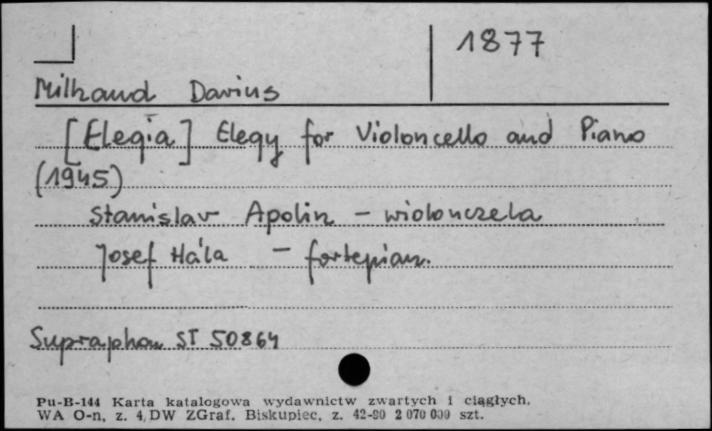 1877
Milhaud Darius
[Elegia] Elegy for Violoncello and Piano
(1945)
Stanislav Apolin - wiolonczela
Josef Hála - fortepian.
Supraphon ST 50864
Pu-B-144 Karta katalogowa wydawnictw zwartych i ciągłych.
WA O-n, z. 4, DW ZGraf. Biskupiec, z. 42-80 2 070 000 szt.